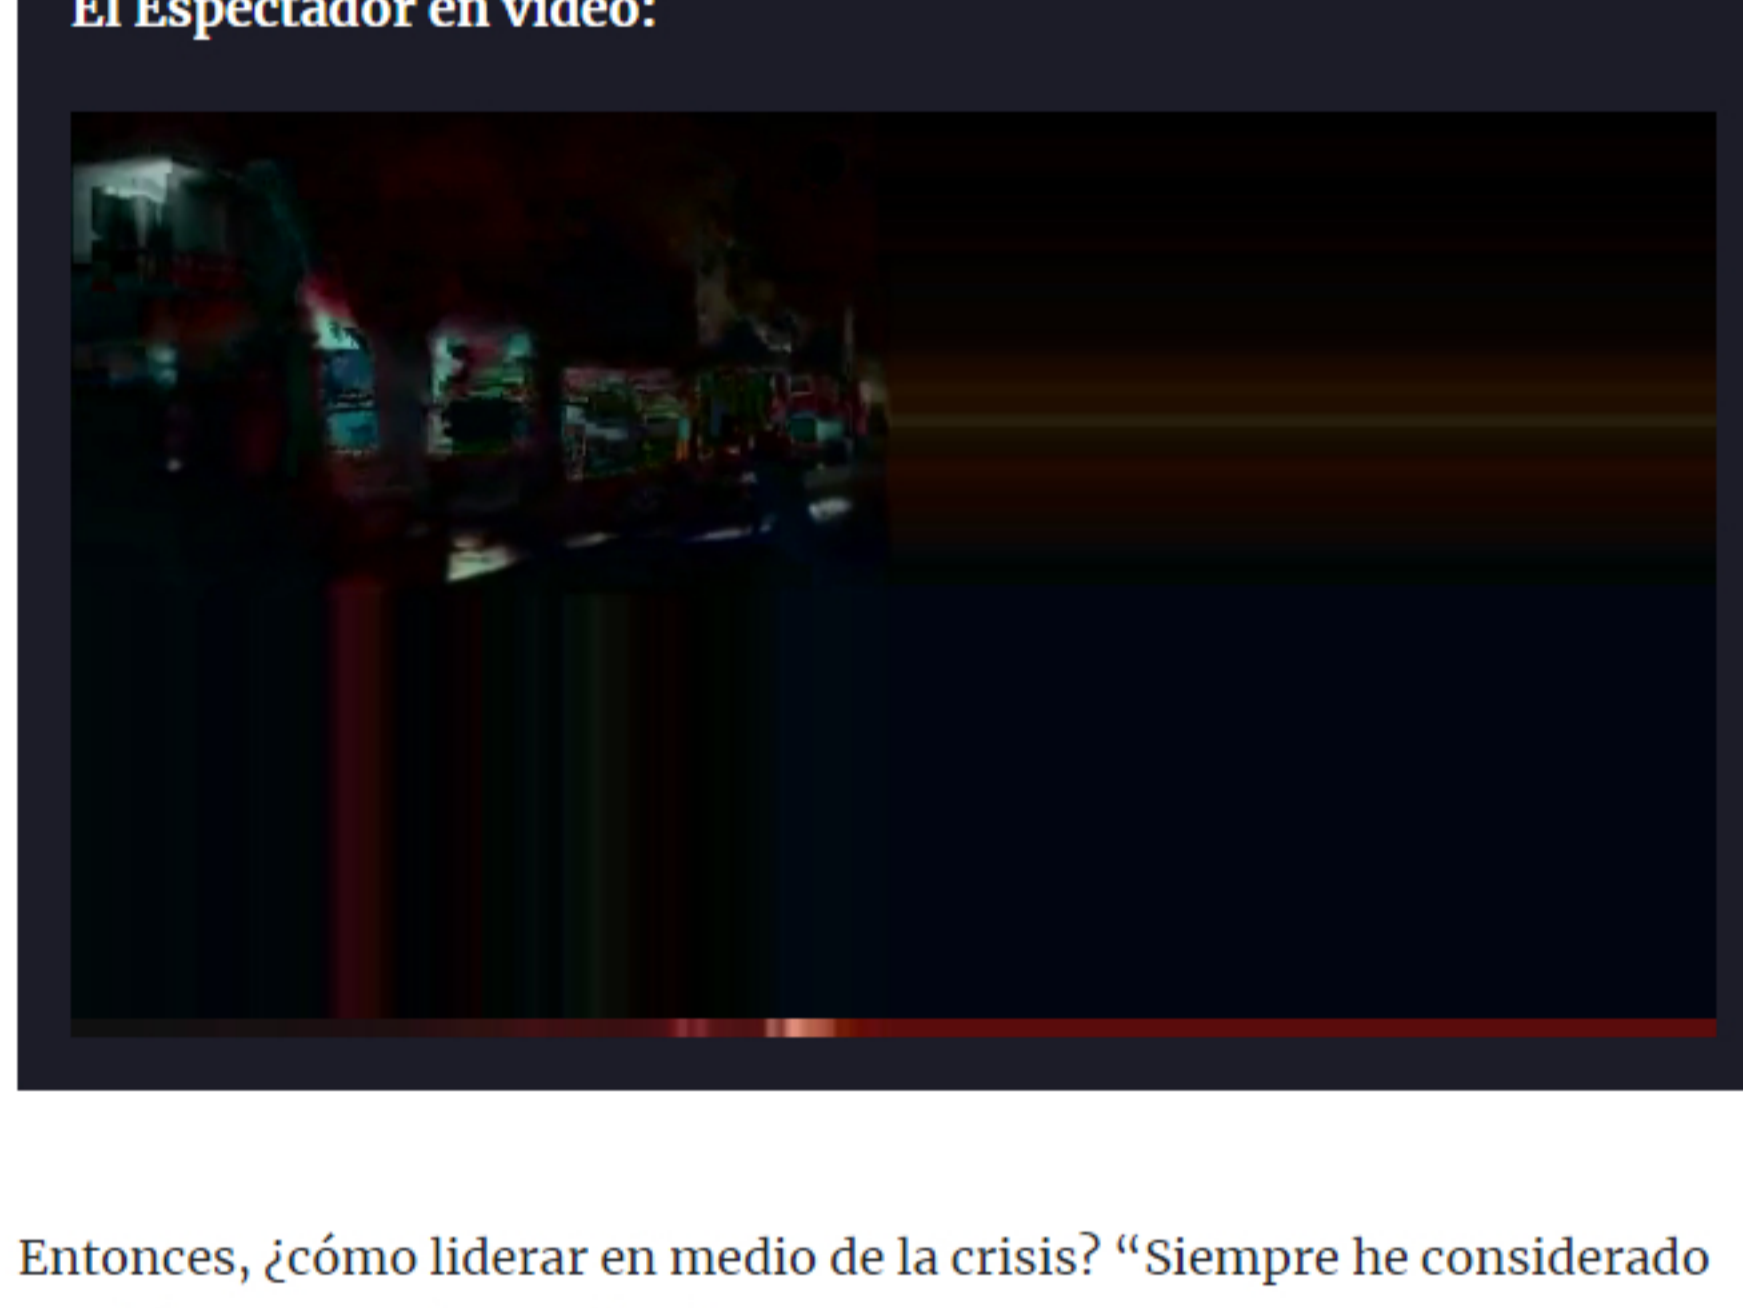 El Espectador en video:
Entonces, ¿cómo liderar en medio de la crisis? “Siempre he considerado